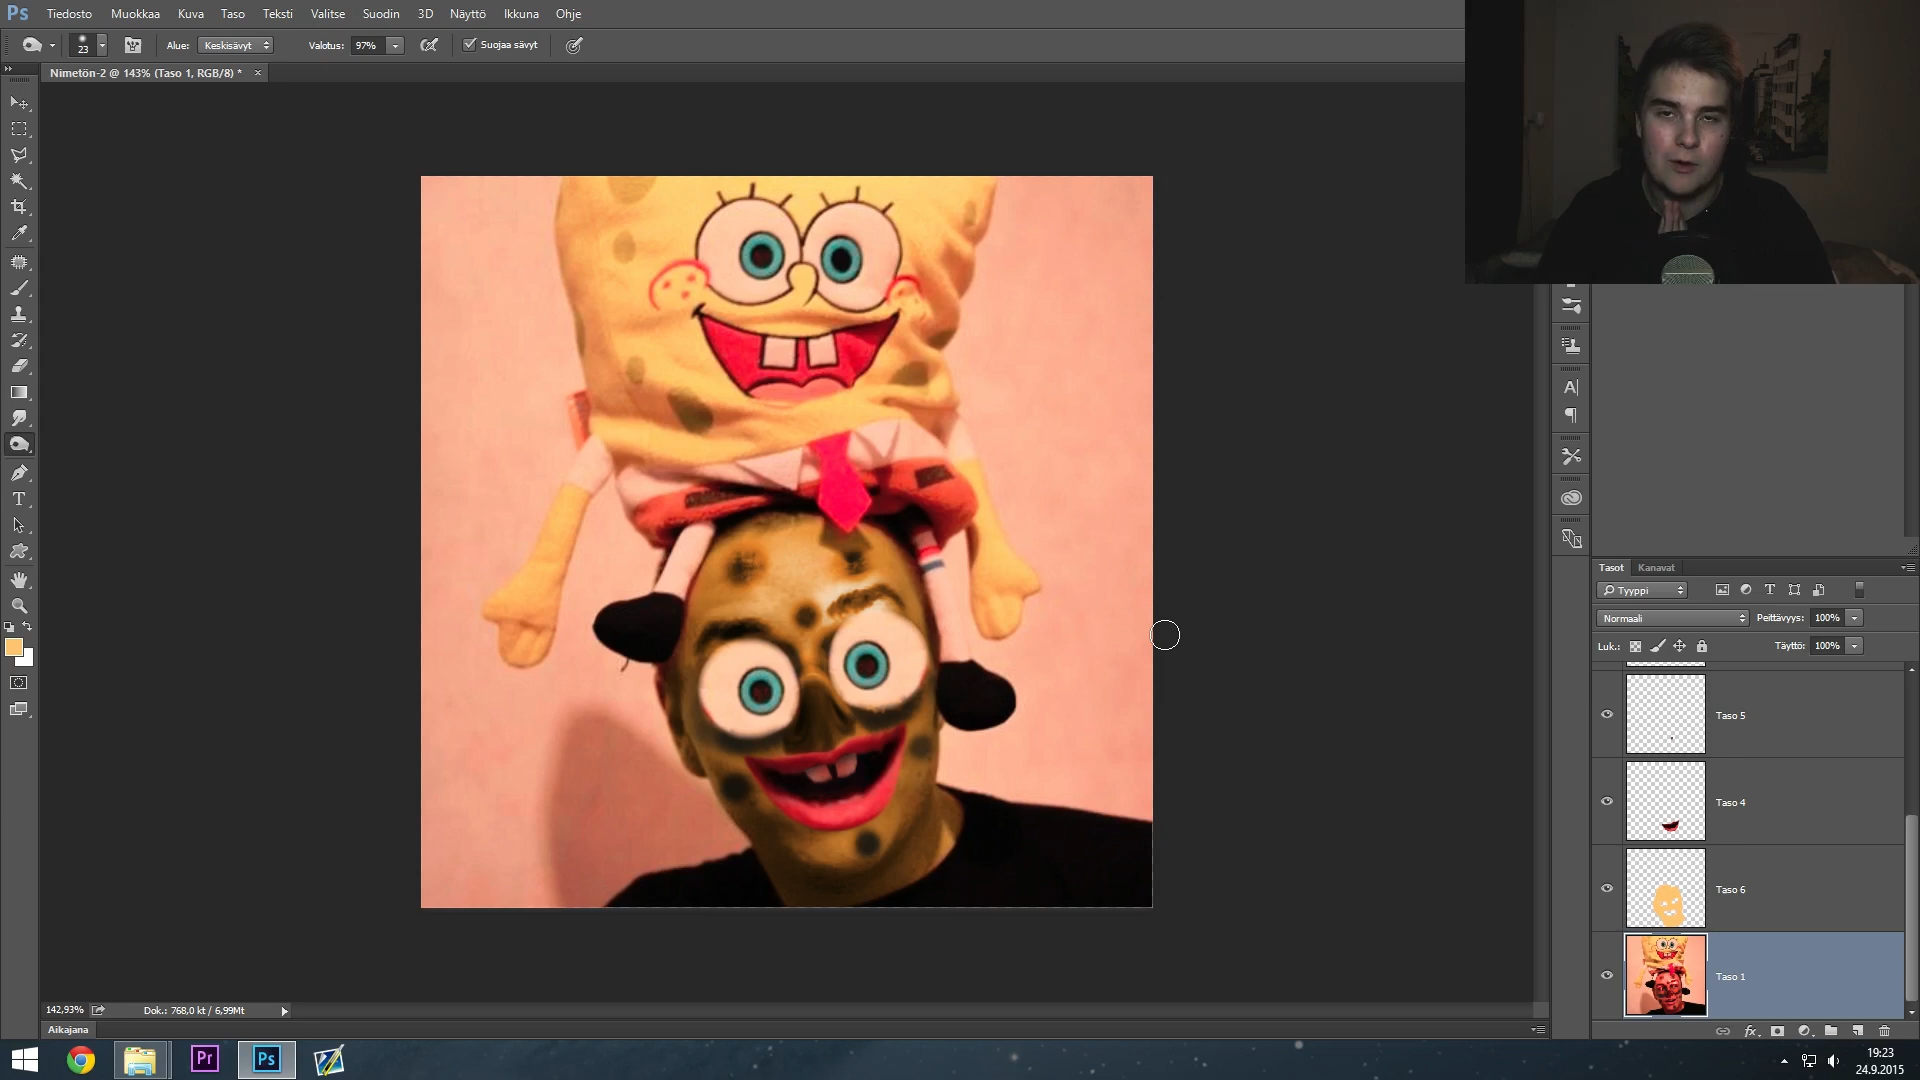 Ps Tiedosto Muokkaa Kuva Taso Teksti Valitse Suodin 3D Näyttö Ikkuna Ohje
23 Alue: Keskisävyt Valotus: 97% Suojaa sävyt
Nimetön-2 @ 143% (Taso 1, RGB/8) * ×
T
A
Tasot Kanavat
Tyyppi T
Normaali Peittävyys: 100%
Luk.: Täyttö: 100%
Taso 5
Taso 4
Taso 6
Taso 1
fx
142,93% Dok.: 768,0 kt / 6,99Mt
Aikajana
Pr Ps
19:23
24.9.2015